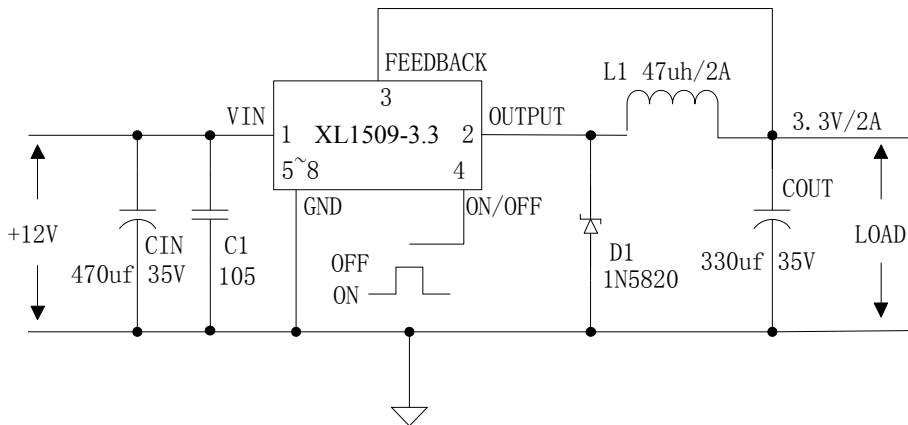 FEEDBACK
L1 47uh/2A
3
VIN
OUTPUT
3.3V/2A
1 XL1509-3.3 2
5~8 4
GND
ON/OFF
COUT
+12V
CIN
C1
D1
LOAD
470uf 35V
105
OFF
ON
1N5820
330uf 35V